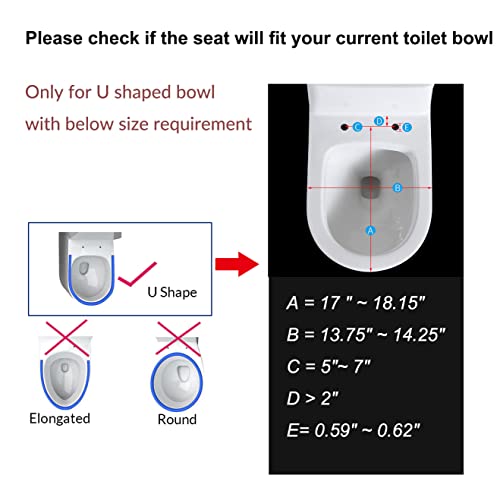 Please check if the seat will fit your current toilet bowl
Only for U shaped bowl
with below size requirement
D
C
E
B
A
U Shape
Elongated
Round
A = 17 " ~ 18.15"
B = 13.75" ~ 14.25"
C = 5"~ 7"
D > 2"
E= 0.59" ~ 0.62"